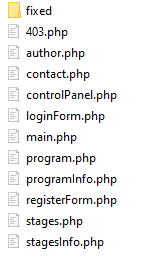 fixed
403.php
author.php
contact.php
controlPanel.php
loginForm.php
main.php
program.php
programInfo.php
registerForm.php
stages.php
stagesInfo.php